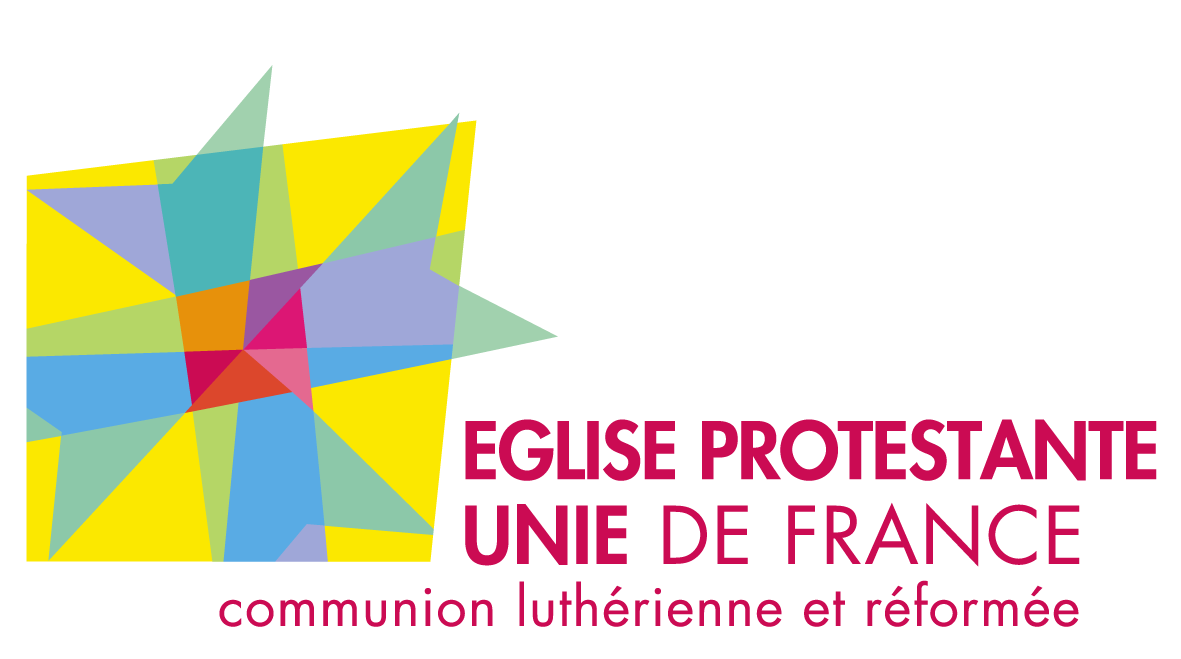 EGLISE PROTESTANTE
UNIE DE FRANCE
communion luthérienne et réformée